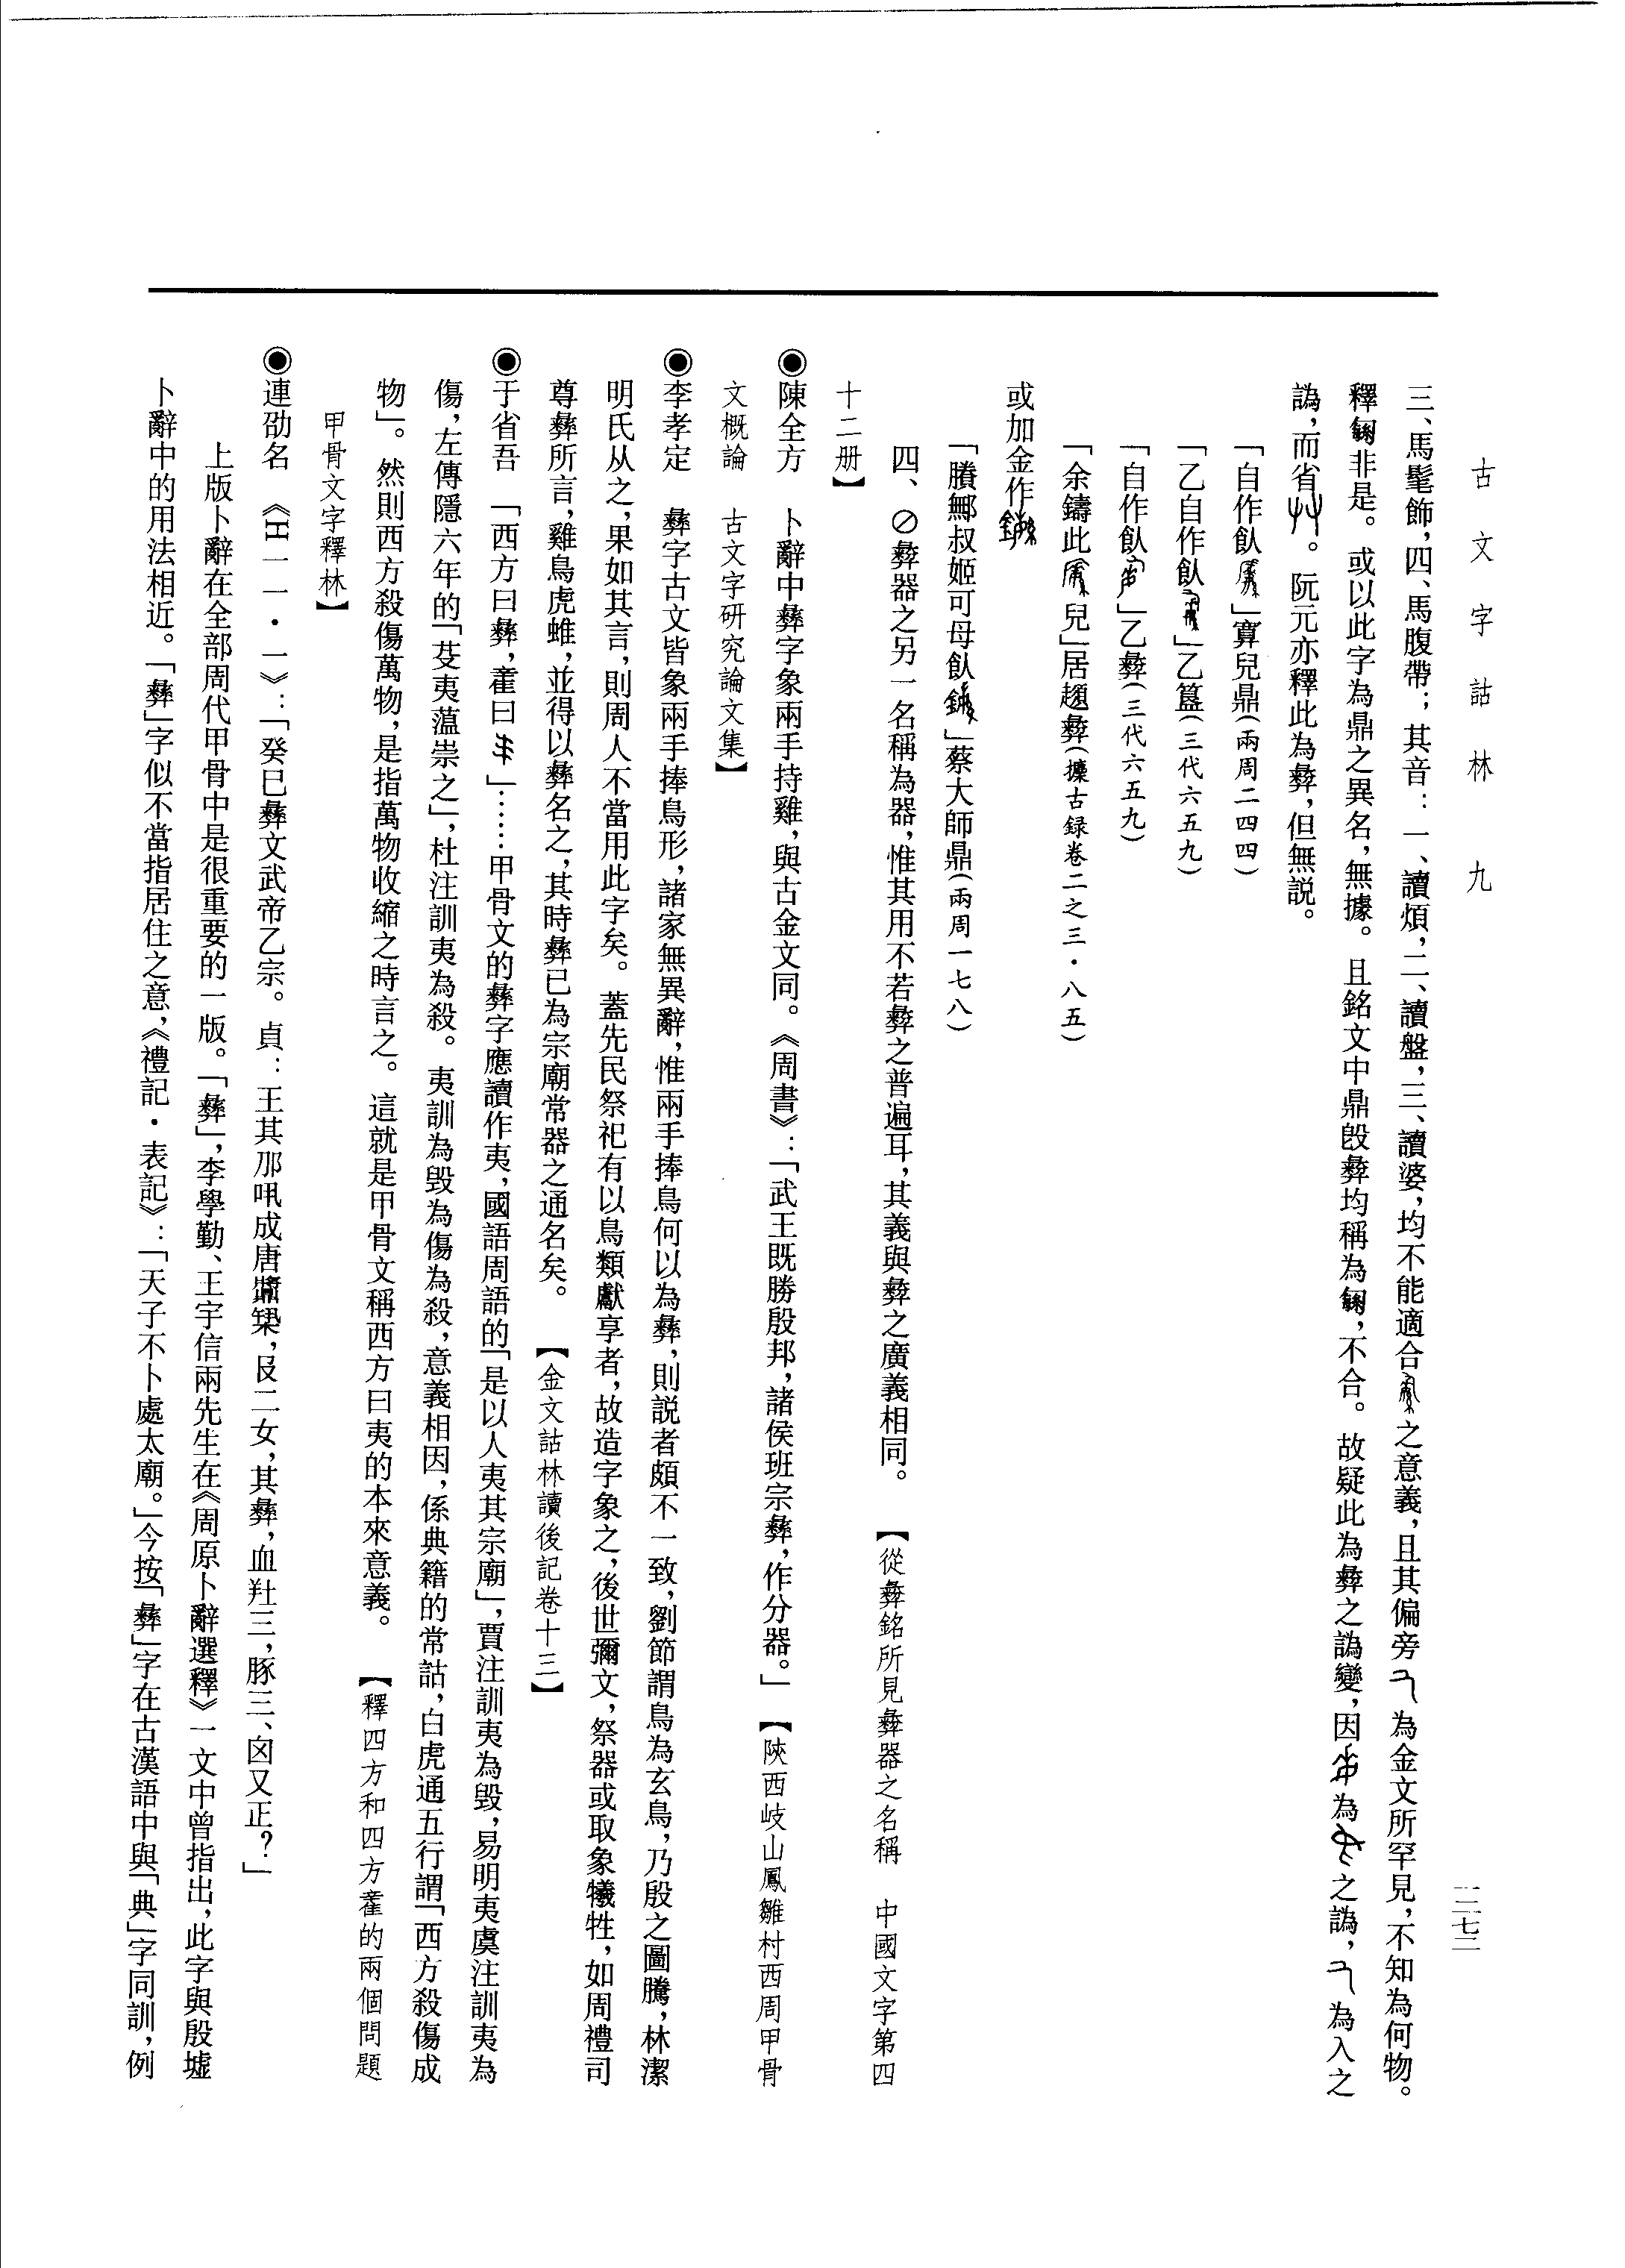 古文字詁林 九
一二七二
三、馬髦飾，四、馬腹帶；其音：一、讀煩，二、讀盤，三、讀婆，均不能適合之意義，且其偏旁為金文所罕見，不知為何物。
釋非是。或以此字為鼎之異名，無據。且銘文中鼎䀇彝均稱為，不合。故疑此為彝之譌變，因為之譌，為入之
譌，而省。阮元亦釋此為彝，但無説。
「自作飤」寡兒鼎（兩周二四四）
「乙自作飤」乙簋（三代六五九）
「自作飤」乙彝（三代六五九）
「余鑄此兒」居趨彝（攈古録卷二之三·八五）
或加金作
「賸鄦叔姬可母飤」蔡大師鼎（兩周一七八）
四、⊘彝器之另一名稱為器，惟其用不若彝之普遍耳，其義與彝之廣義相同。【從彝銘所見彝器之名稱 中國文字第四
十二册】
◉陳全方 卜辭中彝字象兩手持雞，與古金文同。《周書》：「武王既勝殷邦，諸侯班宗彝，作分器。」【陝西岐山鳳雛村西周甲骨
文概論 古文字研究論文集】
◉李孝定 彝字古文皆象兩手捧鳥形，諸家無異辭，惟兩手捧鳥何以為彝，則説者頗不一致，劉節謂鳥為玄鳥，乃殷之圖騰，林潔
明氏从之，果如其言，則周人不當用此字矣。蓋先民祭祀有以鳥類獻享者，故造字象之，後世彌文，祭器或取象犧牲，如周禮司
尊彝所言，雞鳥虎蜼，並得以彝名之，其時彝已為宗廟常器之通名矣。【金文詁林讀後記卷十三】
◉于省吾 「西方曰彝，𩁹曰」……甲骨文的彝字應讀作夷，國語周語的「是以人夷其宗廟」，賈注訓夷為毀，易明夷虞注訓夷為
傷，左傳隱六年的「芟夷蕰崇之」，杜注訓夷為殺。夷訓為毀為傷為殺，意義相因，係典籍的常詁，白虎通五行謂「西方殺傷成
物」。然則西方殺傷萬物，是指萬物收縮之時言之。這就是甲骨文稱西方曰夷的本來意義。【釋四方和四方的兩個問題
甲骨文字釋林】
◉連劭名 《H一一·一》：「癸巳彝文武帝乙宗。貞：王其那吼成唐，𠬝二女，其彝，血三，豚三、囟又正？」
上版卜辭在全部周代甲骨中是很重要的一版。「彝」，李學勤、王宇信兩先生在《周原卜辭選釋》一文中曾指出，此字與殷墟
卜辭中的用法相近。「彝」字似不當指居住之意，《禮記·表記》：「天子不卜處太廟。」今按「彝」字在古漢語中與「典」字同訓，例